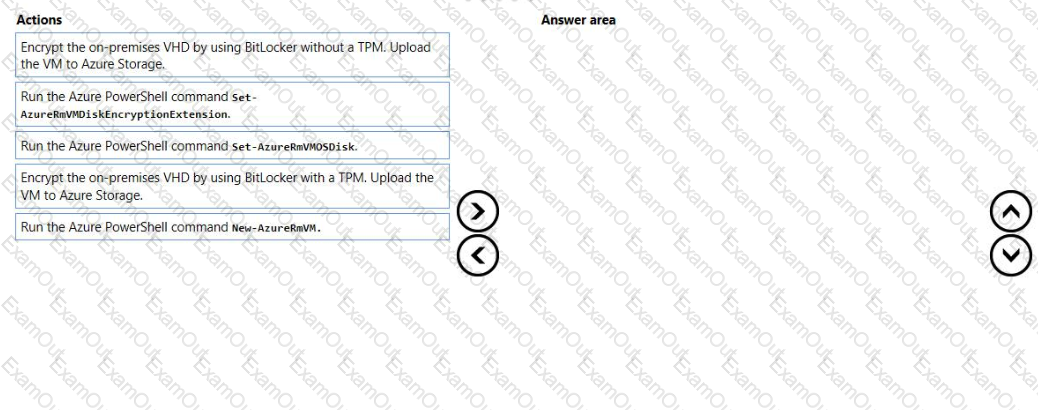 Actions
Answer area
Encrypt the on-premises VHD by using BitLocker without a TPM. Upload
the VM to Azure Storage.
Run the Azure PowerShell command Set-
AzureRmVMDiskEncryptionExtension.
Run the Azure PowerShell command Set-AzureRmVMOSDisk.
Encrypt the on-premises VHD by using BitLocker with a TPM. Upload the
VM to Azure Storage.
Run the Azure PowerShell command New-AzureRmVM.